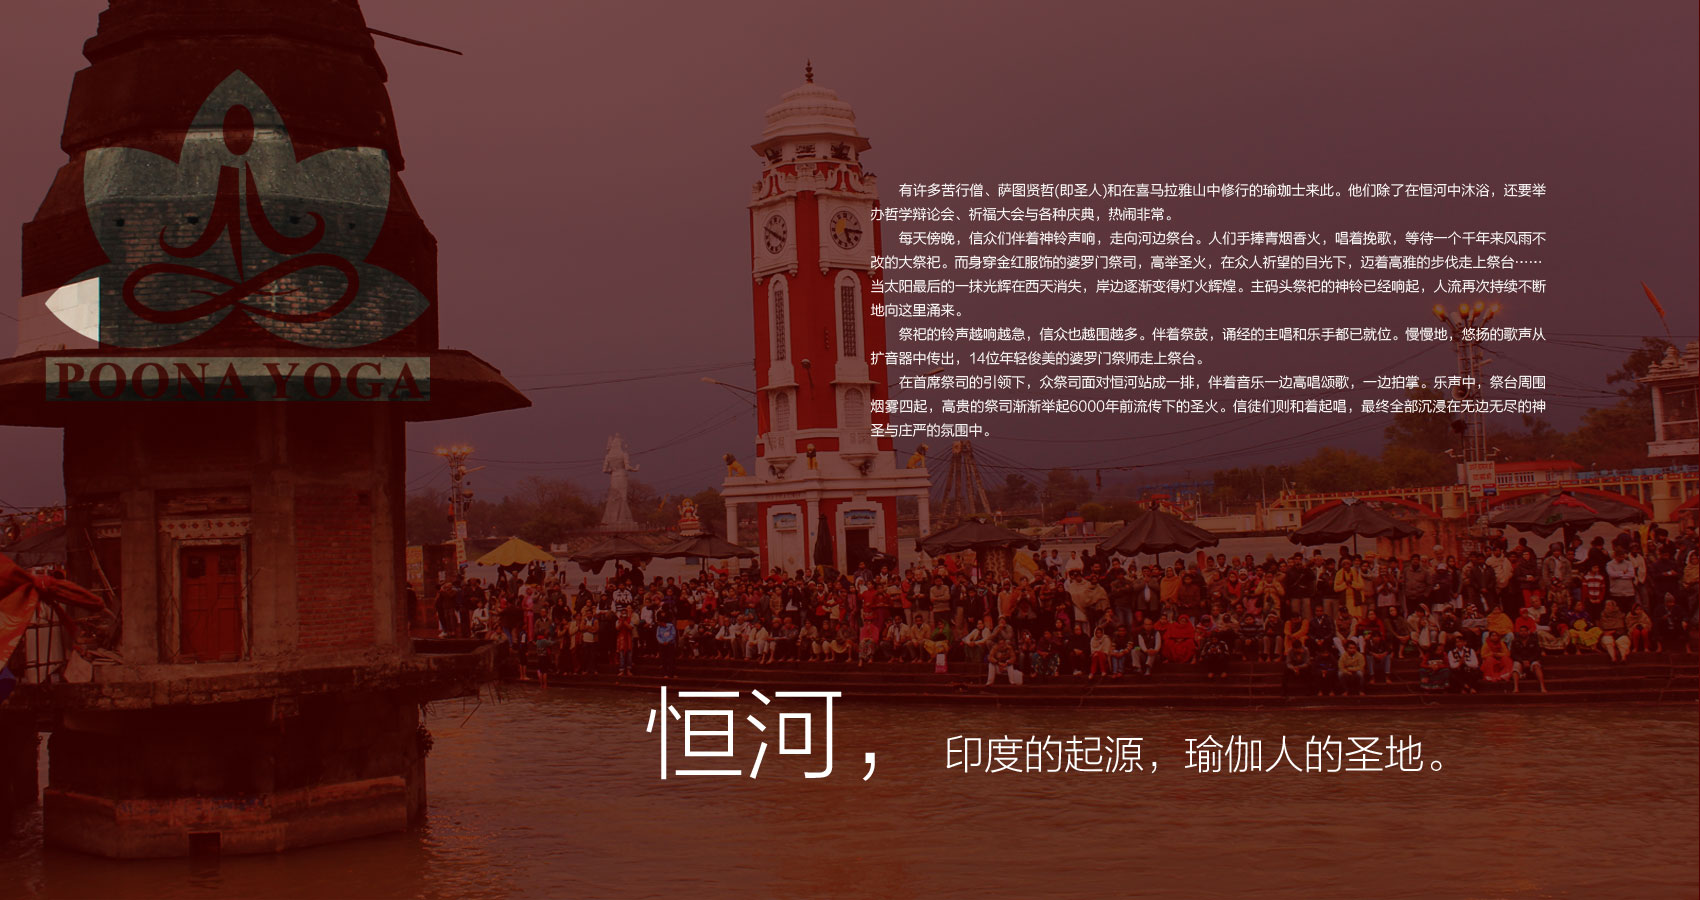 POONA YOGA
有许多苦行僧、萨图贤哲(即圣人)和在喜马拉雅山中修行的瑜珈士来此。他们除了在恒河中沐浴，还要举
办哲学辩论会、祈福大会与各种庆典，热闹非常。
每天傍晚，信众们伴着神铃声响，走向河边祭台。人们手捧青烟香火，唱着挽歌，等待一个千年来风雨不
改的大祭祀。而身穿金红服饰的婆罗门祭司，高举圣火，在众人祈望的目光下，迈着高雅的步伐走上祭台……
当太阳最后的一抹光辉在西天消失，岸边逐渐变得灯火辉煌。主码头祭祀的神铃已经响起，人流再次持续不断
地向这里涌来。
祭祀的铃声越响越急，信众也越围越多。伴着祭鼓，诵经的主唱和乐手都已就位。慢慢地，悠扬的歌声从
扩音器中传出，14位年轻俊美的婆罗门祭师走上祭台。
在首席祭司的引领下，众祭司面对恒河站成一排，伴着音乐一边高唱颂歌，一边拍掌。乐声中，祭台周围
烟雾四起，高贵的祭司渐渐举起6000年前流传下的圣火。信徒们则和着起唱，最终全部沉浸在无边无尽的神
圣与庄严的氛围中。
恒河， 印度的起源，瑜伽人的圣地。